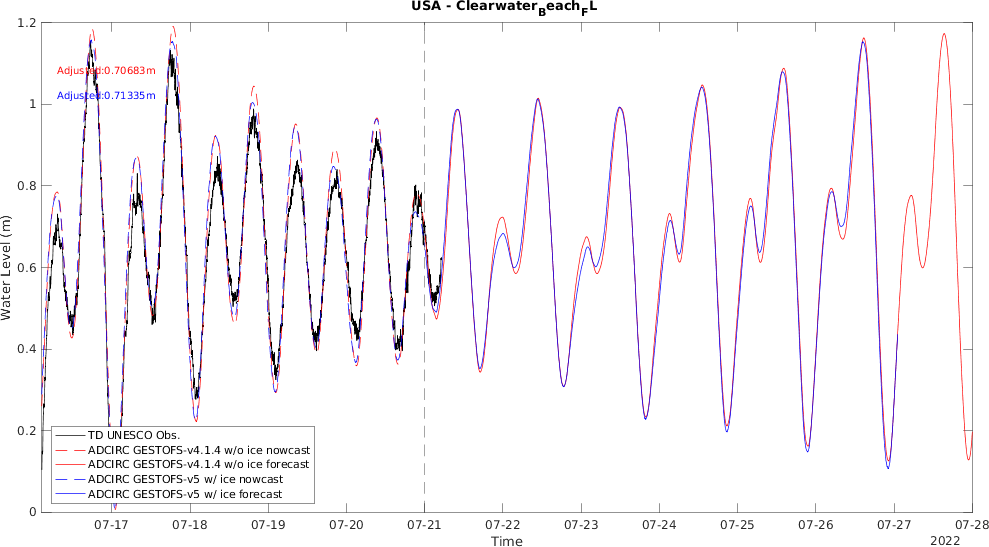 USA - ClearwaterBeachFL
1.2
1
0.8
0.6
0.4
0.2
0
Water Level (m)
Adjusted:0.70683m
Adjusted:0.71335m
TD UNESCO Obs.
ADCIRC GESTOFS-v4.1.4 w/o ice nowcast
ADCIRC GESTOFS-v4.1.4 w/o ice forecast
ADCIRC GESTOFS-v5 w/ ice nowcast
ADCIRC GESTOFS-v5 w/ ice forecast
07-17 07-18 07-19 07-20 07-21 07-22 07-23 07-24 07-25 07-26 07-27 07-28
Time
2022